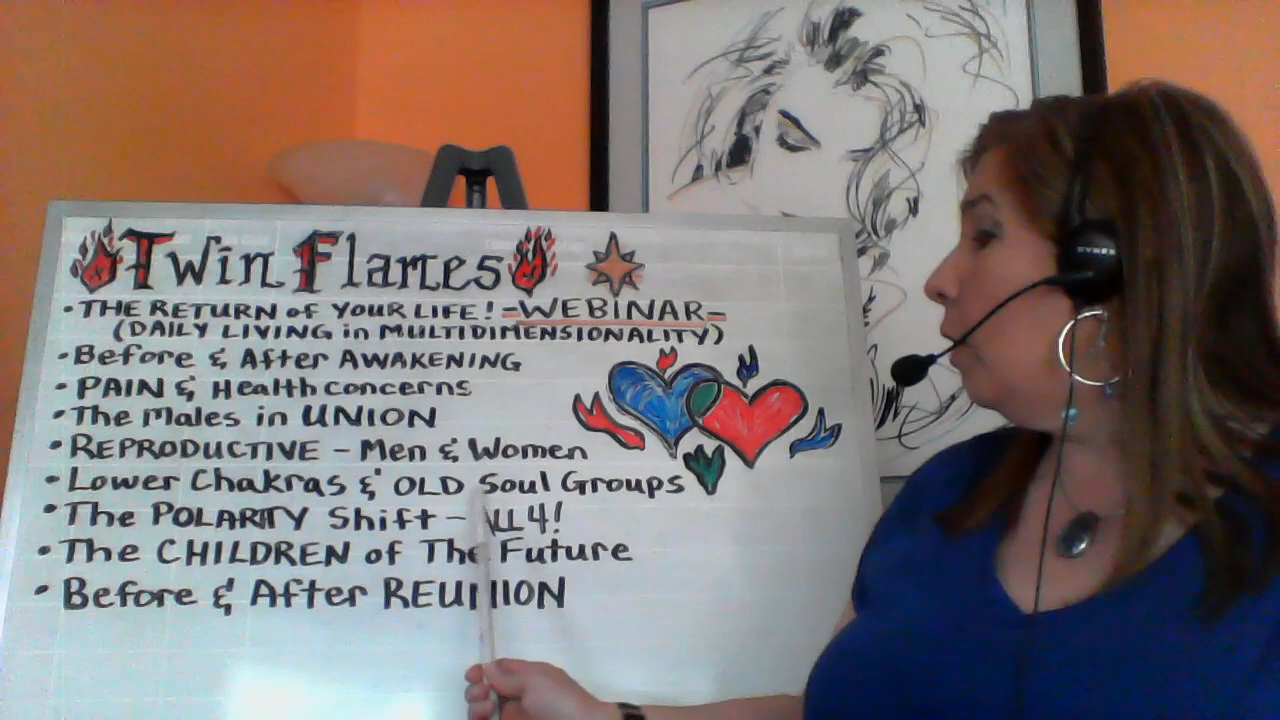 Twin Flames
• THE RETURN of YOUR LIFE! -WEBINAR-
(DAILY LIVING in MULTIDIMENSIONALITY)
• Before & After AWAKENING
• PAIN & Health concerns
• The Males in UNION
• REPRODUCTIVE - Men & Women
• Lower Chakras & OLD Soul Groups
• The POLARITY Shift - ALL 4!
• The CHILDREN of The Future
• Before & After REUNION